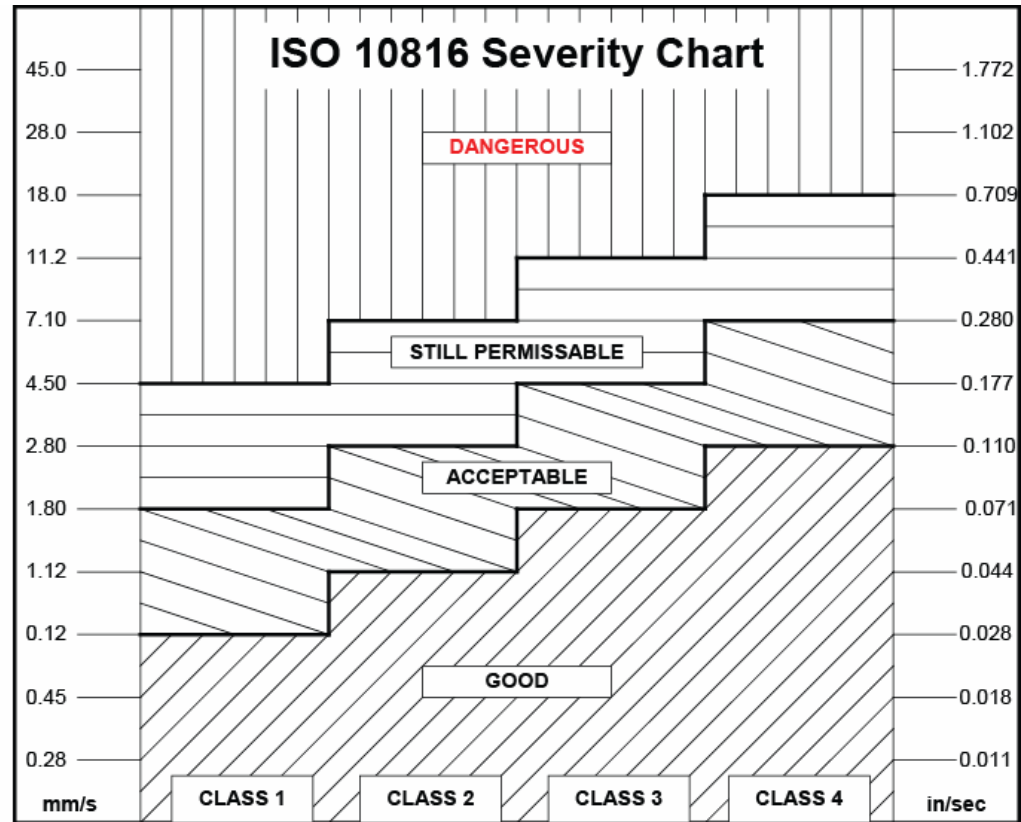 ISO 10816 Severity Chart
45.0 1.772
28.0 1.102
DANGEROUS
18.0 0.709
11.2 0.441
7.10 0.280
STILL PERMISSABLE
4.50 0.177
2.80 0.110
ACCEPTABLE
1.80 0.071
1.12 0.044
0.12 0.028
GOOD
0.45 0.018
0.28 0.011
mm/s CLASS 1 CLASS 2 CLASS 3 CLASS 4 in/sec